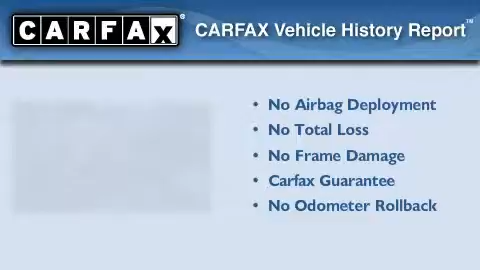 CARFAX® CARFAX Vehicle History Report™
• No Airbag Deployment
• No Total Loss
• No Frame Damage
• Carfax Guarantee
• No Odometer Rollback